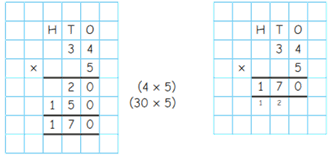 H T O
3 4
× 5
2 0 (4 × 5)
1 5 0 (30 × 5)
1 7 0
H T O
3 4
× 5
1 7 0
1 2